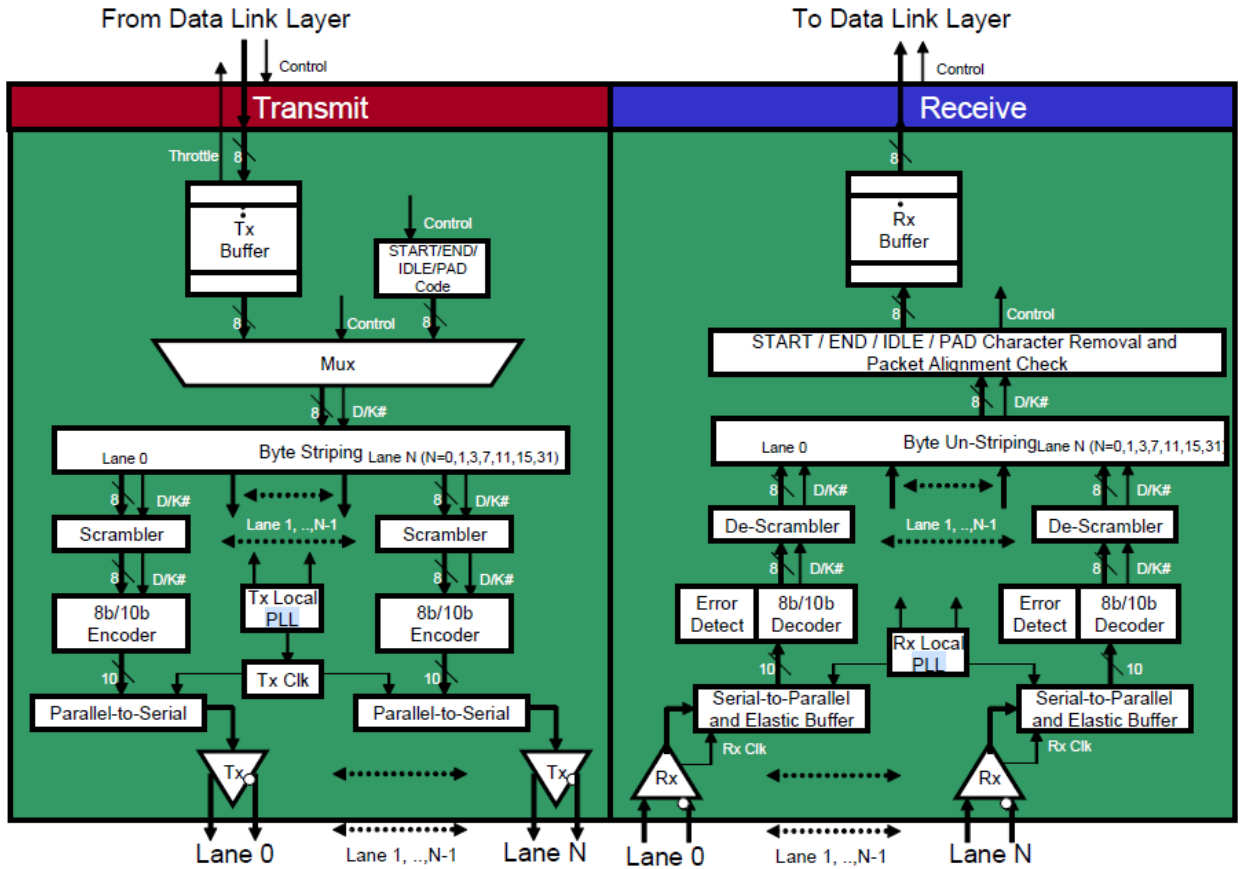 From Data Link Layer
To Data Link Layer
Control
Control
Transmit
Receive
Throttle
8
8
Tx
Buffer
Control
START/END/
IDLE/PAD
Code
Rx
Buffer
8
Control
8
8
Control
Mux
START / END / IDLE / PAD Character Removal and
Packet Alignment Check
8
D/K#
8
D/K#
Lane 0
Byte Striping
Lane N (N=0,1,3,7,11,15,31)
Lane 0
Byte Un-Striping
Lane N (N=0,1,3,7,11,15,31)
8
D/K#
8
D/K#
8
D/K#
8
D/K#
Scrambler
Lane 1, ..,N-1
Scrambler
De-Scrambler
Lane 1, ..,N-1
De-Scrambler
8
D/K#
8
D/K#
8
D/K#
8
D/K#
8b/10b
Encoder
Tx Local
PLL
8b/10b
Encoder
Error
Detect
8b/10b
Decoder
Rx Local
PLL
Error
Detect
8b/10b
Decoder
10
Tx Clk
10
10
10
Parallel-to-Serial
Parallel-to-Serial
Serial-to-Parallel
and Elastic Buffer
Serial-to-Parallel
and Elastic Buffer
Rx Clk
Rx Clk
Tx
Tx
Rx
Rx
Lane 0
Lane 1, ..,N-1
Lane N
Lane 0
Lane 1, ..,N-1
Lane N